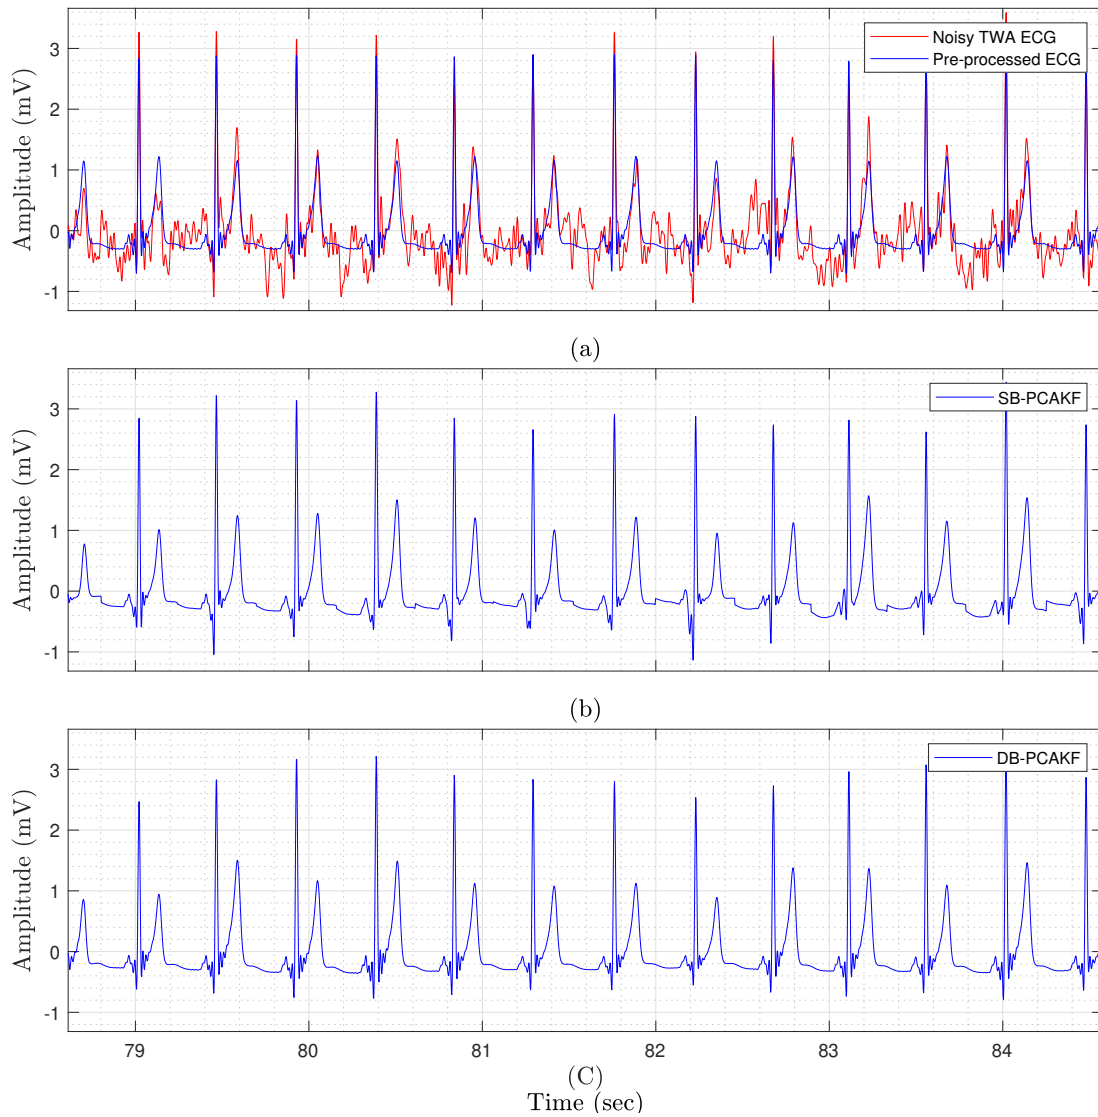 3
2
1
0
-1
Amplitude (mV)
Noisy TWA ECG
Pre-processed ECG
(a)
3
2
1
0
-1
Amplitude (mV)
SB-PCAKF
(b)
3
2
1
0
-1
Amplitude (mV)
DB-PCAKF
79 80 81 82 83 84
(C)
Time (sec)